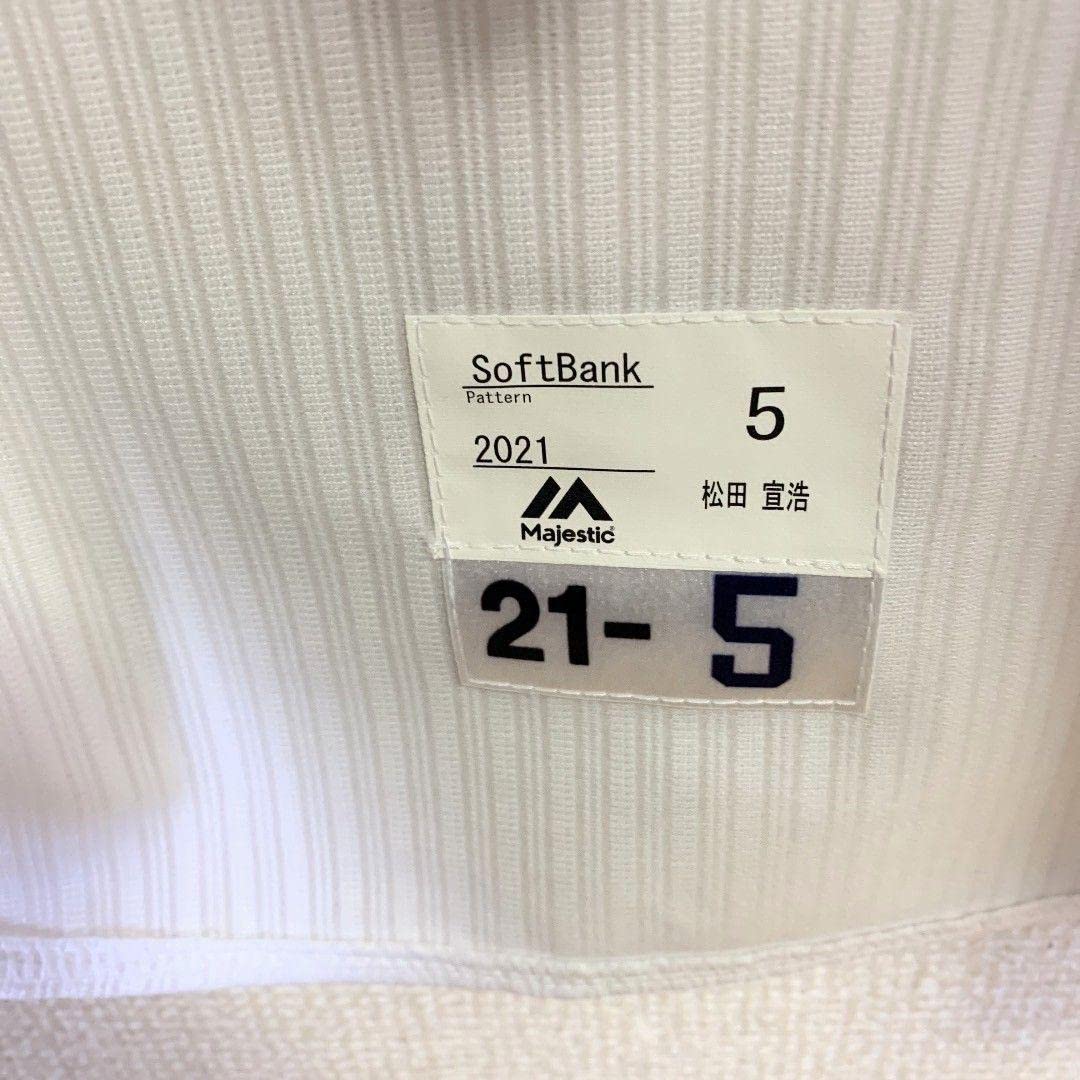 SoftBank
Pattern
2021
Majestic
5
松田 宣浩
21- 5